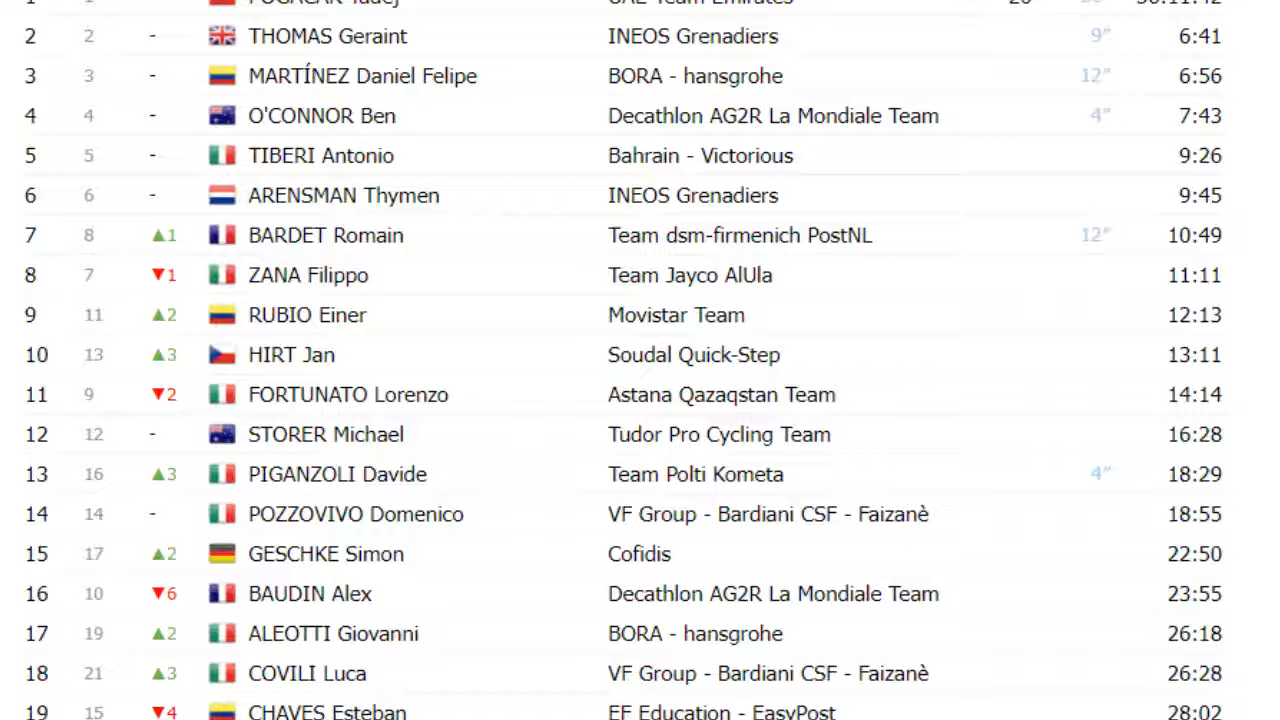 1 1 POGAČAR Tadej UAE Team Emirates
2 2 - THOMAS Geraint INEOS Grenadiers 9″ 6:41
3 3 - MARTÍNEZ Daniel Felipe BORA - hansgrohe 12″ 6:56
4 4 - O'CONNOR Ben Decathlon AG2R La Mondiale Team 4″ 7:43
5 5 - TIBERI Antonio Bahrain - Victorious 9:26
6 6 - ARENSMAN Thymen INEOS Grenadiers 9:45
7 8 ▲1 BARDET Romain Team dsm-firmenich PostNL 12″ 10:49
8 7 ▼1 ZANA Filippo Team Jayco AlUla 11:11
9 11 ▲2 RUBIO Einer Movistar Team 12:13
10 13 ▲3 HIRT Jan Soudal Quick-Step 13:11
11 9 ▼2 FORTUNATO Lorenzo Astana Qazaqstan Team 14:14
12 12 - STORER Michael Tudor Pro Cycling Team 16:28
13 16 ▲3 PIGANZOLI Davide Team Polti Kometa 4″ 18:29
14 14 - POZZOVIVO Domenico VF Group - Bardiani CSF - Faizanè 18:55
15 17 ▲2 GESCHKE Simon Cofidis 22:50
16 10 ▼6 BAUDIN Alex Decathlon AG2R La Mondiale Team 23:55
17 19 ▲2 ALEOTTI Giovanni BORA - hansgrohe 26:18
18 21 ▲3 COVILI Luca VF Group - Bardiani CSF - Faizanè 26:28
19 15 ▼4 CHAVES Esteban EF Education - EasyPost 28:02